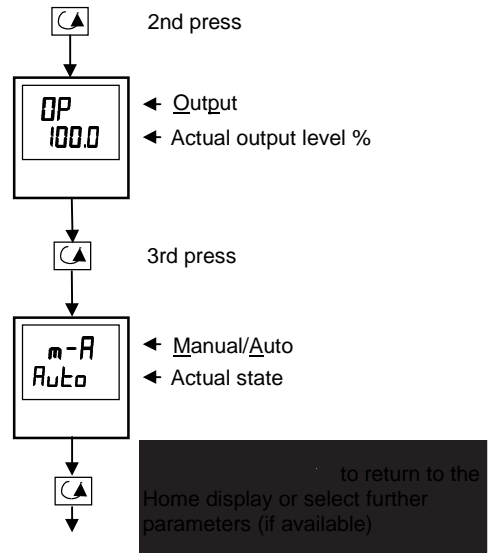 2nd press
OP
Output
100.0
Actual output level %
3rd press
m-A
Manual/Auto
Auto
Actual state
to return to the
Home display or select further
parameters (if available)